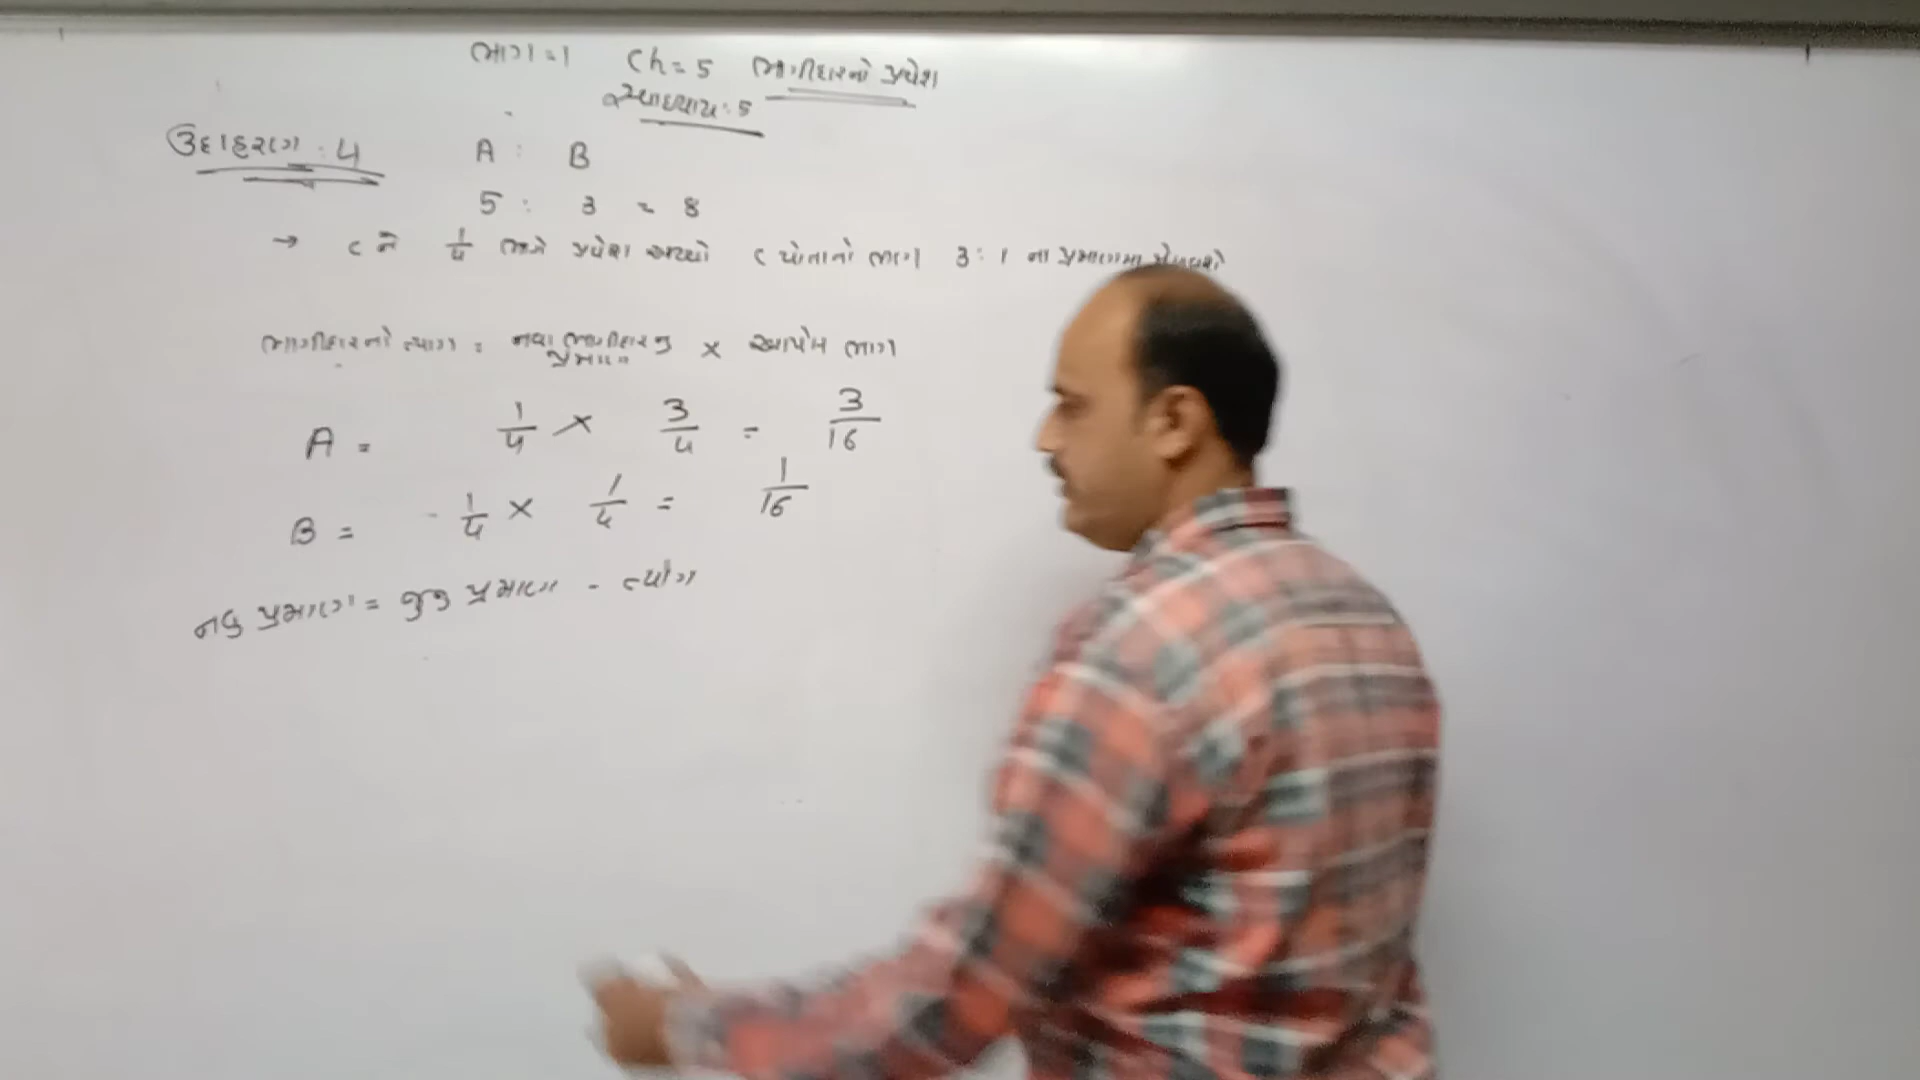 ભાગ = 1 Ch = 5 ભાગીદારનો પ્રવેશ
સ્વાધ્યાય : 5
ઉદાહરણ : 4 A : B
5 : 3 = 8
→ C ને 1/4 ભાગે પ્રવેશ આપ્યો C પોતાનો ભાગ 3 : 1 ના પ્રમાણમા મેળવશે
ભાગીદારનો ત્યાગ = નવા ભાગીદારનુ પ્રમાણ × આપેલ ભાગ
A = 1/4 × 3/4 = 3/16
B = 1/4 × 1/4 = 1/16
નવુ પ્રમાણ = જુનુ પ્રમાણ - ત્યાગ